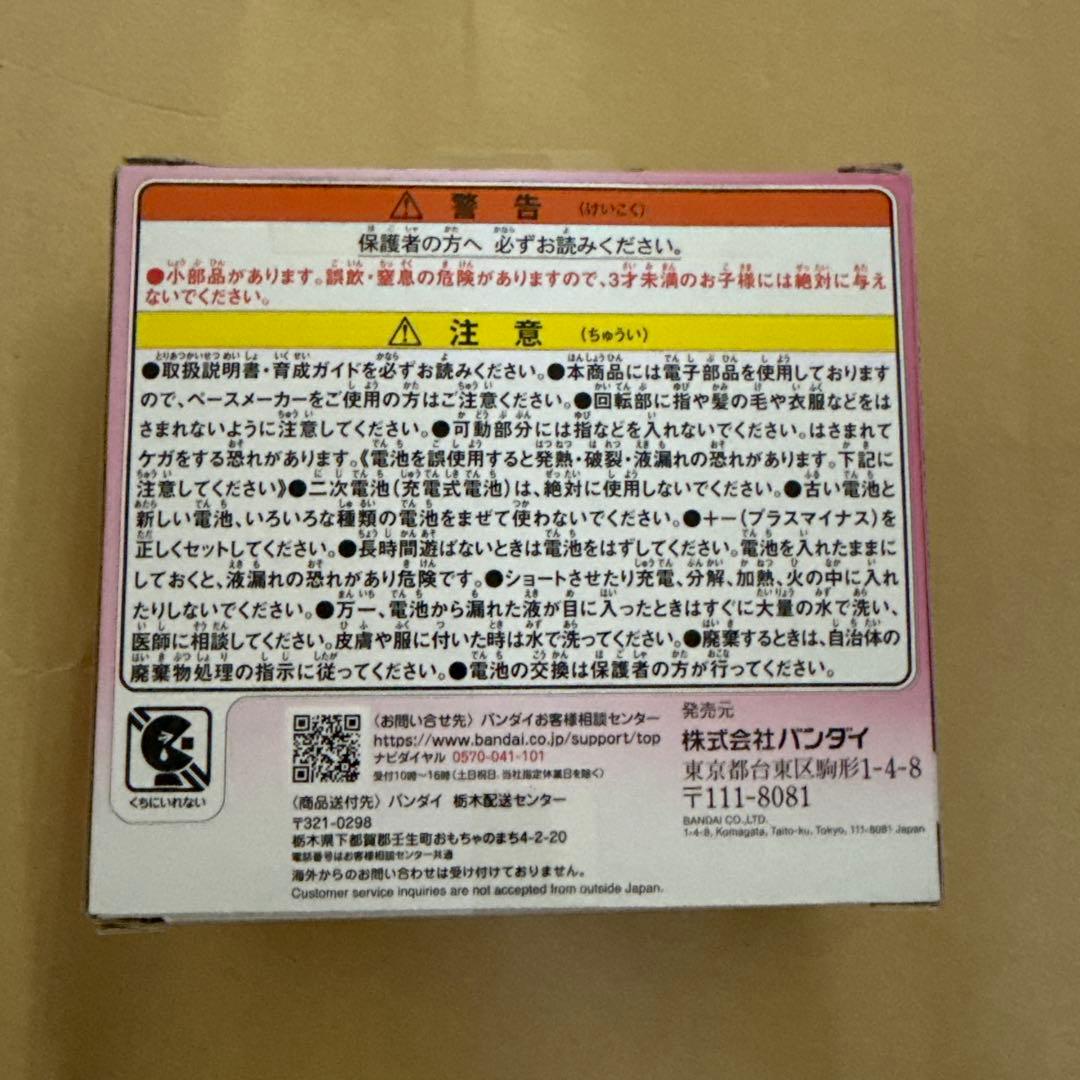 警告 (けいこく)
保護者の方へ 必ずお読みください。
●小部品があります。誤飲・窒息の危険がありますので、3才未満のお子様には絶対に与え
ないでください。
注意 (ちゅうい)
●取扱説明書・育成ガイドを必ずお読みください。●本商品には電子部品を使用しております
ので、ペースメーカーをご使用の方はご注意ください。●回転部に指や髪の毛や衣服などをは
さまれないように注意してください。●可動部分には指などを入れないでください。はさまれて
ケガをする恐れがあります。《電池を誤使用すると発熱・破裂・液漏れの恐れがあります。下記に
注意してください》●二次電池(充電式電池)は、絶対に使用しないでください。●古い電池と
新しい電池、いろいろな種類の電池をまぜて使わないでください。●+-(プラスマイナス)を
正しくセットしてください。●長時間遊ばないときは電池をはずしてください。電池を入れたままに
しておくと、液漏れの恐れがあり危険です。●ショートさせたり充電、分解、加熱、火の中に入れ
たりしないでください。●万一、電池から漏れた液が目に入ったときはすぐに大量の水で洗い、
医師に相談してください。皮膚や服に付いた時は水で洗ってください。●廃棄するときは、自治体の
廃棄物処理の指示に従ってください。●電池の交換は保護者の方が行ってください。
くちにいれない
〈お問い合せ先〉バンダイお客様相談センター
https://www.bandai.co.jp/support/top
ナビダイヤル 0570-041-101
受付10時〜16時(土日祝日、当社指定休業日を除く)
〈商品送付先〉バンダイ 栃木配送センター
〒321-0298
栃木県下都賀郡壬生町おもちゃのまち4-2-20
電話番号はお客様相談センター共通
海外からのお問い合わせは受け付けておりません。
Customer service inquiries are not accepted from outside Japan.
発売元
株式会社バンダイ
東京都台東区駒形1-4-8
〒111-8081
BANDAI CO.,LTD.
1-4-8, Komagata, Taito-ku, Tokyo, 111-8081 Japan